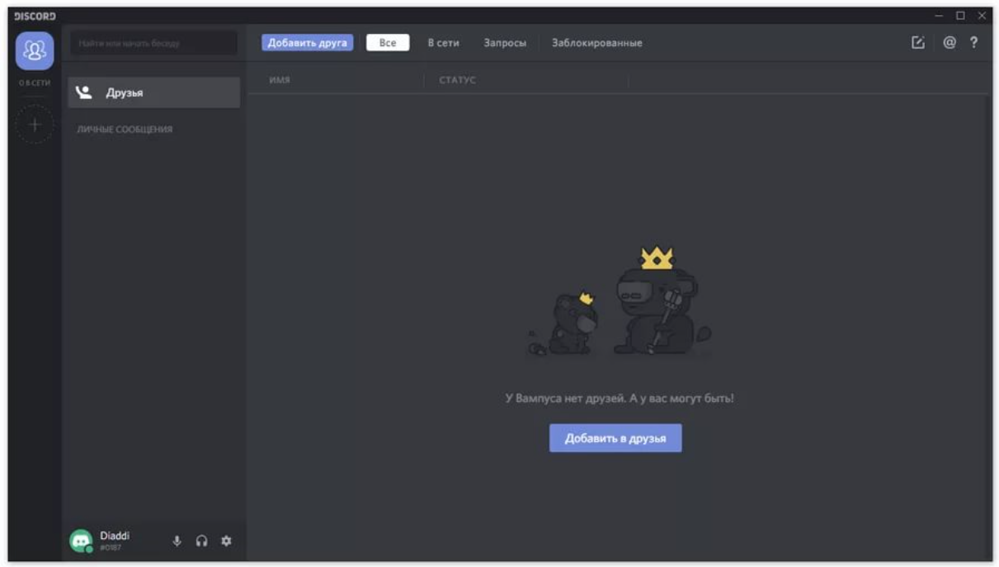 DISCORD
Найти или начать беседу
Добавить друга
Все
В сети
Запросы
Заблокированные
@
?
0 В СЕТИ
Друзья
ИМЯ
СТАТУС
ЛИЧНЫЕ СООБЩЕНИЯ
У Вампуса нет друзей. А у вас могут быть!
Добавить в друзья
Diaddi
#0187